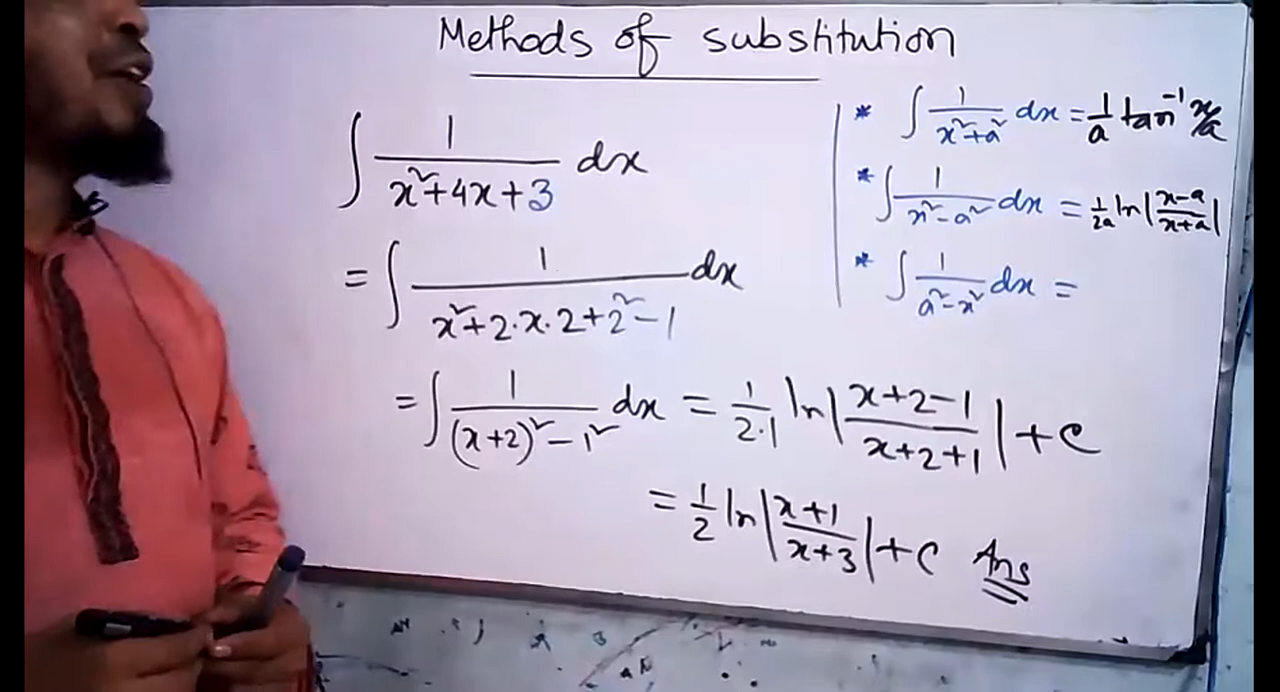 Methods of substitution
∫ 1/(x²+4x+3) dx
= ∫ 1/(x²+2·x·2+2²-1) dx
= ∫ 1/((x+2)²-1²) dx = 1/(2·1) ln|(x+2-1)/(x+2+1)| + c
= 1/2 ln|(x+1)/(x+3)| + c Ans
* ∫ 1/(x²+a²) dx = 1/a tan⁻¹ x/a
* ∫ 1/(x²-a²) dx = 1/2a ln|(x-a)/(x+a)|
* ∫ 1/(a²-x²) dx =